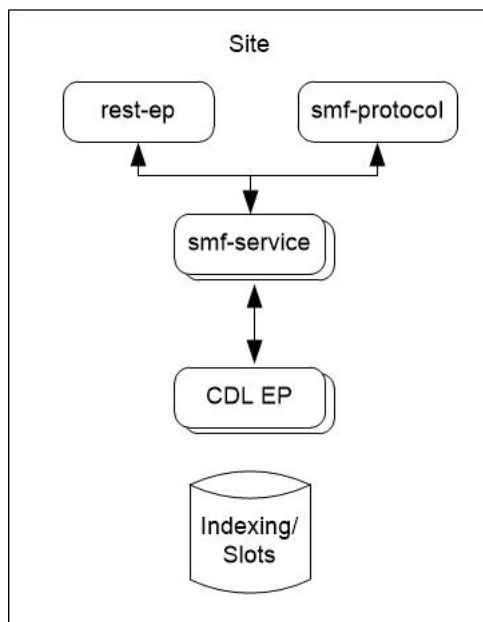 Site
rest-ep
smf-protocol
smf-service
CDL EP
Indexing/
Slots